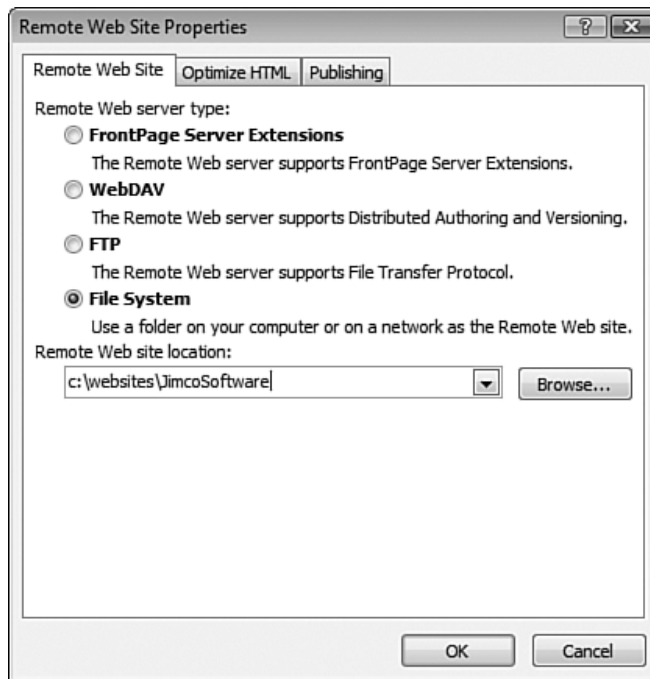 Remote Web Site Properties
Remote Web Site Optimize HTML Publishing
Remote Web server type:
FrontPage Server Extensions
The Remote Web server supports FrontPage Server Extensions.
WebDAV
The Remote Web server supports Distributed Authoring and Versioning.
FTP
The Remote Web server supports File Transfer Protocol.
File System
Use a folder on your computer or on a network as the Remote Web site.
Remote Web site location:
c:\websites\JimcoSoftware
Browse...
OK Cancel